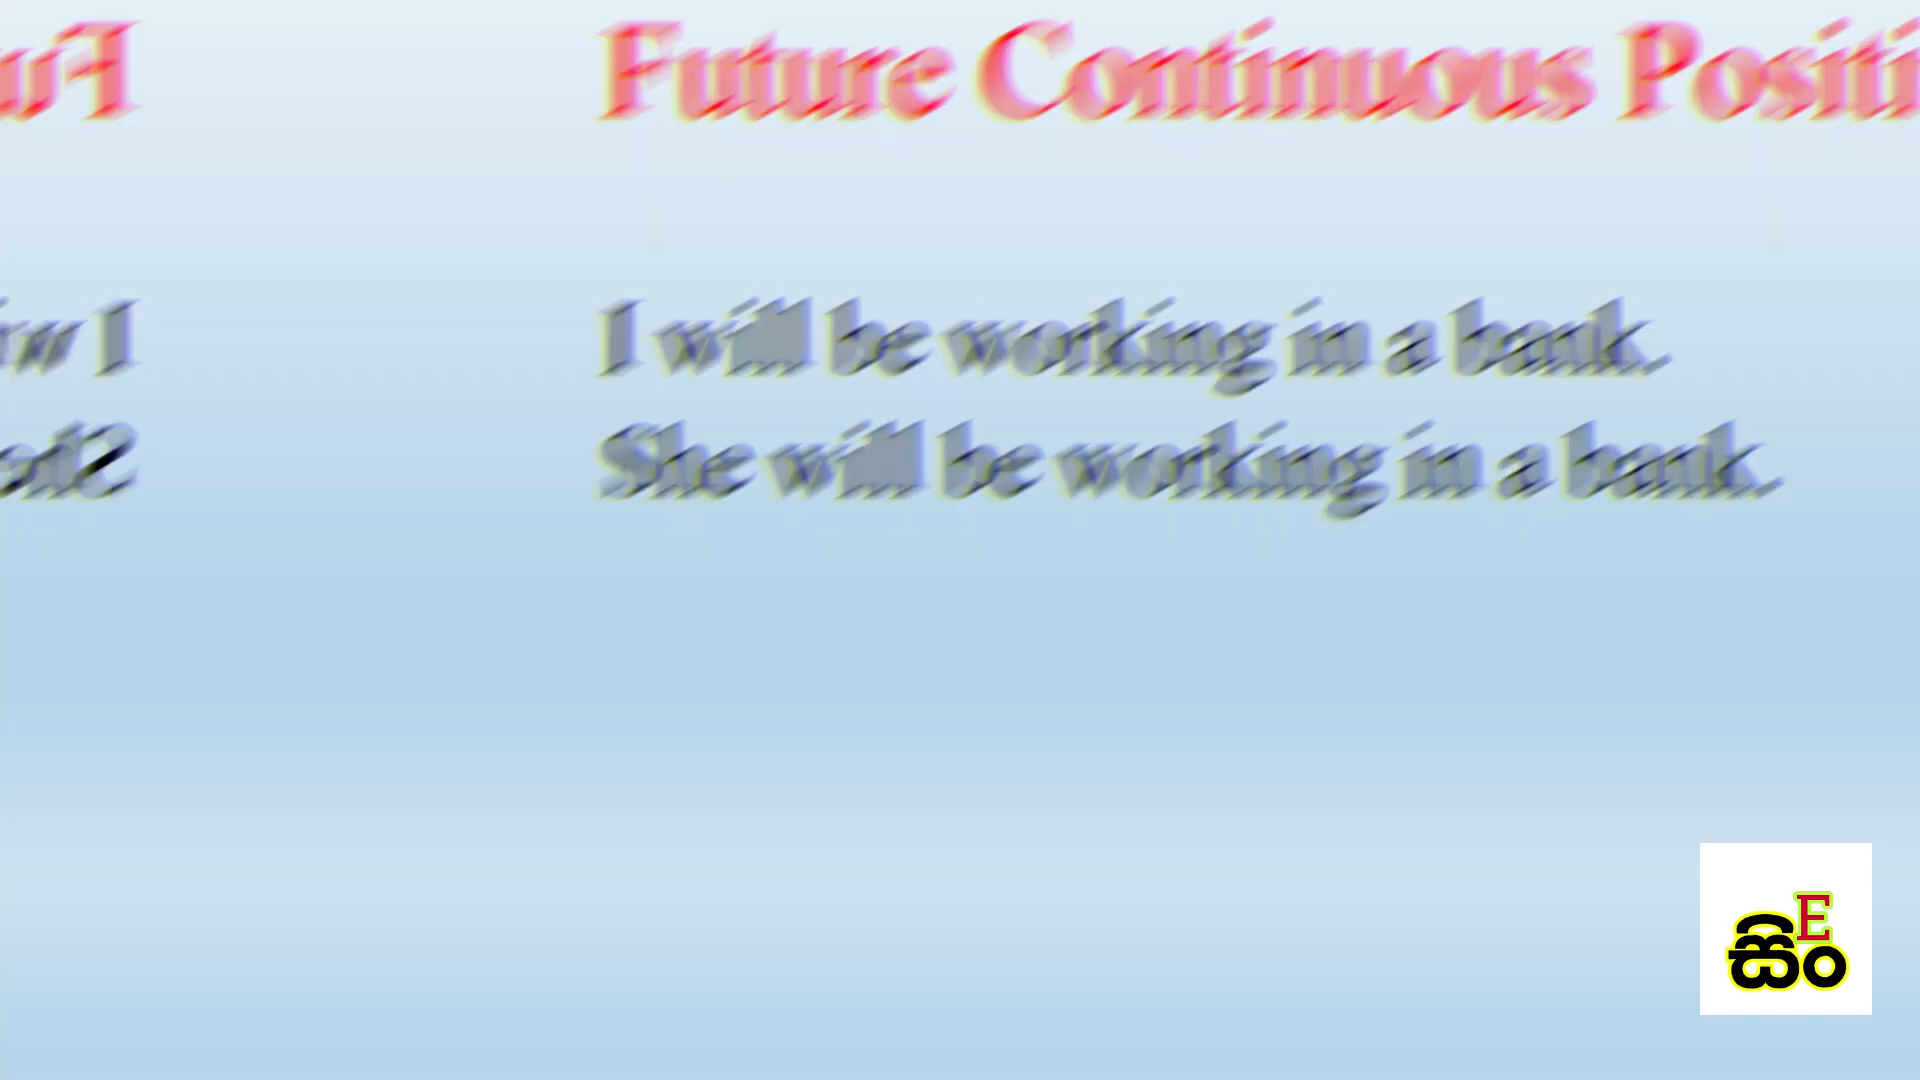 Future Continuous Positi
I will be working in a bank.
She will be working in a bank.
E
සිං